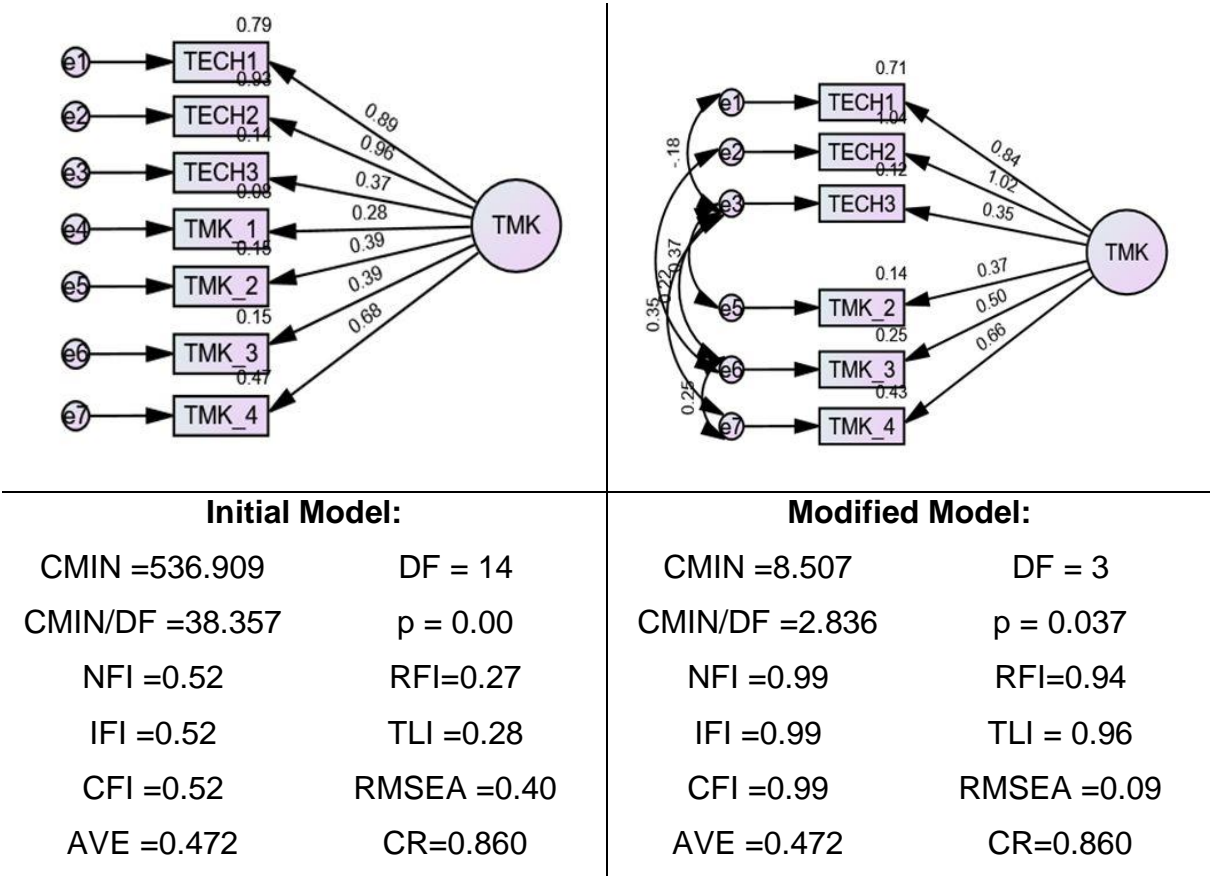 0.79
e1 TECH1
0.93
0.89
e2 TECH2
0.14
0.96
e3 TECH3
0.37
0.08
e4 TMK_1
0.28
TMK
0.15
0.39
e5 TMK_2
0.39
0.15
0.68
e6 TMK_3
0.47
e7 TMK_4
0.71
e1 TECH1
1.04
0.84
-.18
e2 TECH2
0.12
1.02
e3 TECH3
0.35
TMK
0.37
0.22
0.35
0.14
0.37
e5 TMK_2
0.25
0.50
e6 TMK_3
0.66
0.43
0.25
e7 TMK_4
Initial Model:
CMIN =536.909 DF = 14
CMIN/DF =38.357 p = 0.00
NFI =0.52 RFI=0.27
IFI =0.52 TLI =0.28
CFI =0.52 RMSEA =0.40
AVE =0.472 CR=0.860
Modified Model:
CMIN =8.507 DF = 3
CMIN/DF =2.836 p = 0.037
NFI =0.99 RFI=0.94
IFI =0.99 TLI = 0.96
CFI =0.99 RMSEA =0.09
AVE =0.472 CR=0.860